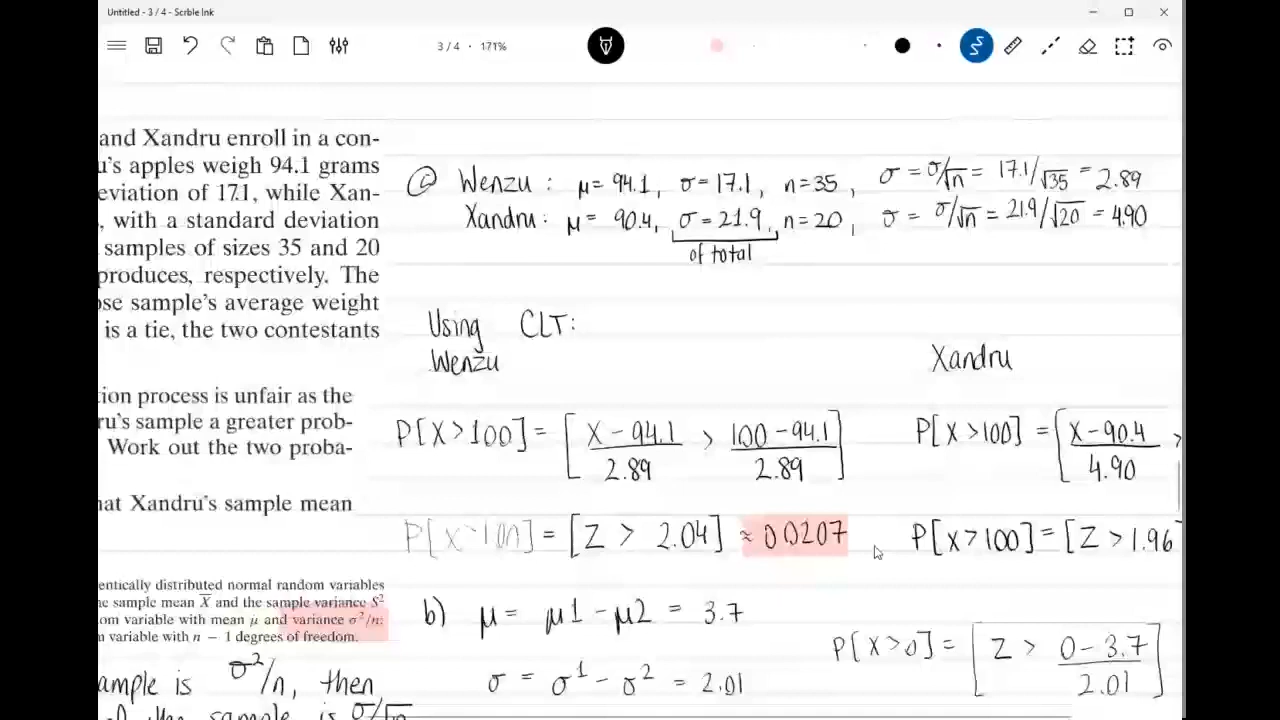 Untitled - 3 / 4 - Scrble Ink
3 / 4 • 171%
and Xandru enroll in a con-
u's apples weigh 94.1 grams
eviation of 17.1, while Xan-
, with a standard deviation
samples of sizes 35 and 20
produces, respectively. The
ose sample's average weight
is a tie, the two contestants
tion process is unfair as the
ru's sample a greater prob-
Work out the two proba-
hat Xandru's sample mean
entically distributed normal random variables
he sample mean X̅ and the sample variance S²
om variable with mean μ and variance σ²/n;
m variable with n − 1 degrees of freedom.
ample is σ²/n, then
the sample is σ/√n
a) Wenzu: μ= 94.1, σ=17.1, n=35, σ = σ/√n = 17.1/√35 = 2.89
Xandru: μ= 90.4, σ=21.9, n=20, σ = σ/√n = 21.9/√20 = 4.90
of total
Using CLT:
Wenzu
P[X>100] = [X-94.1/2.89 > 100-94.1/2.89]
P[X>100] = [Z > 2.04] ≈ 0.0207
Xandru
P[X>100] = [X-90.4/4.90 >
P[X>100] = [Z > 1.96
b) μ = μ1 - μ2 = 3.7
σ = σ¹ - σ² = 2.01
P[X>0] = [Z > 0-3.7/2.01]